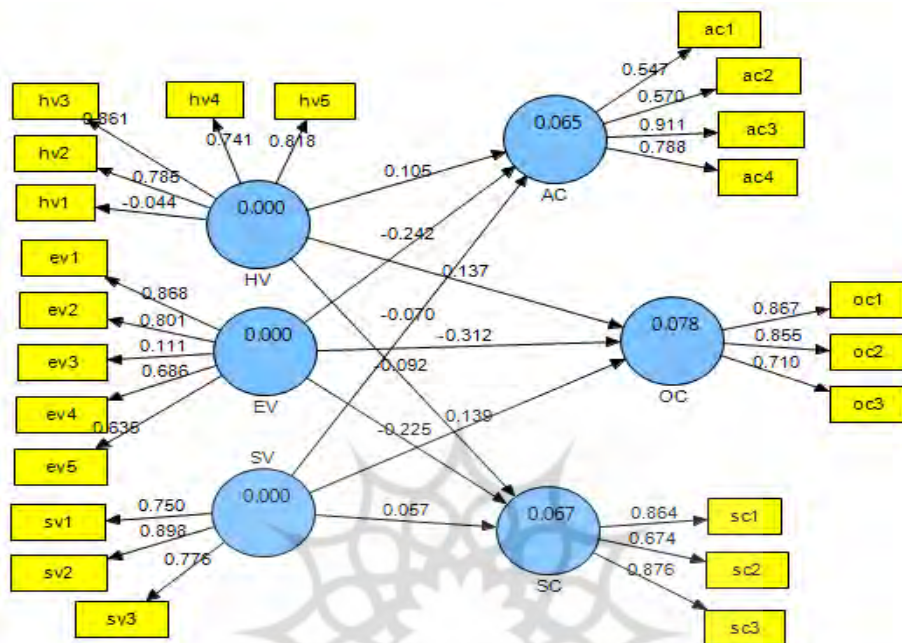 ac1
0.547
ac2
0.570
ac3
0.911
ac4
0.788
0.065
AC
hv3
0.861
hv4
0.741
hv5
0.818
hv2
0.785
hv1
-0.044
0.000
HV
0.105
-0.242
0.137
-0.070
-0.312
-0.092
0.139
-0.225
0.057
ev1
0.868
ev2
0.801
ev3
0.111
ev4
0.686
ev5
0.635
0.000
EV
0.078
OC
oc1
0.867
oc2
0.855
oc3
0.710
SV
0.000
sv1
0.750
sv2
0.898
sv3
0.776
0.067
SC
sc1
0.864
sc2
0.674
sc3
0.876